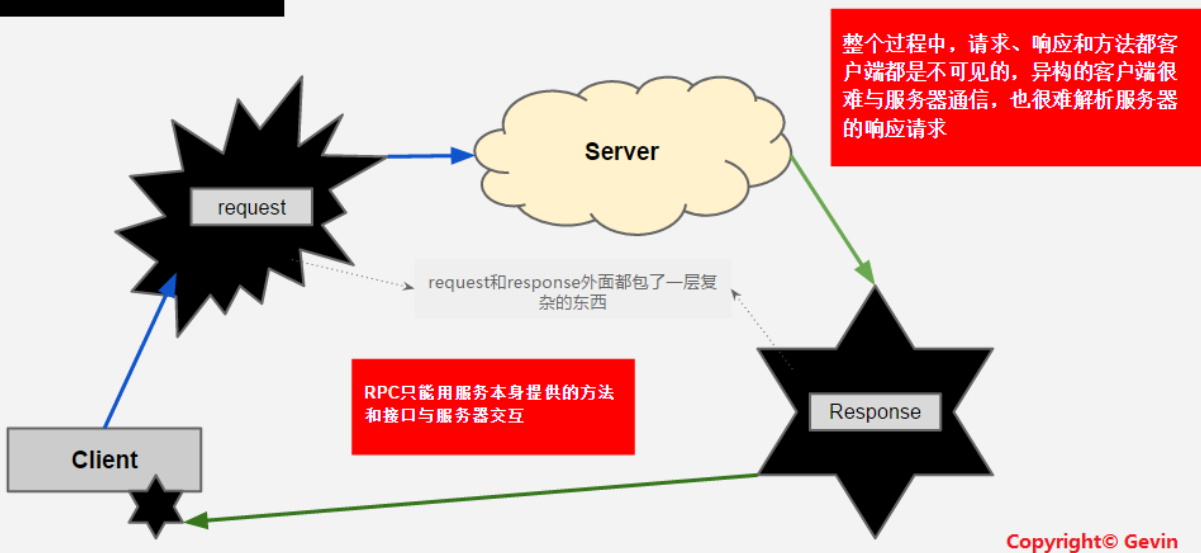 整个过程中，请求、响应和方法都客
户端都是不可见的，异构的客户端很
难与服务器通信，也很难解析服务器
的响应请求
Server
request
request和response外面都包了一层复
杂的东西
RPC只能用服务本身提供的方法
和接口与服务器交互
Response
Client
Copyright© Gevin